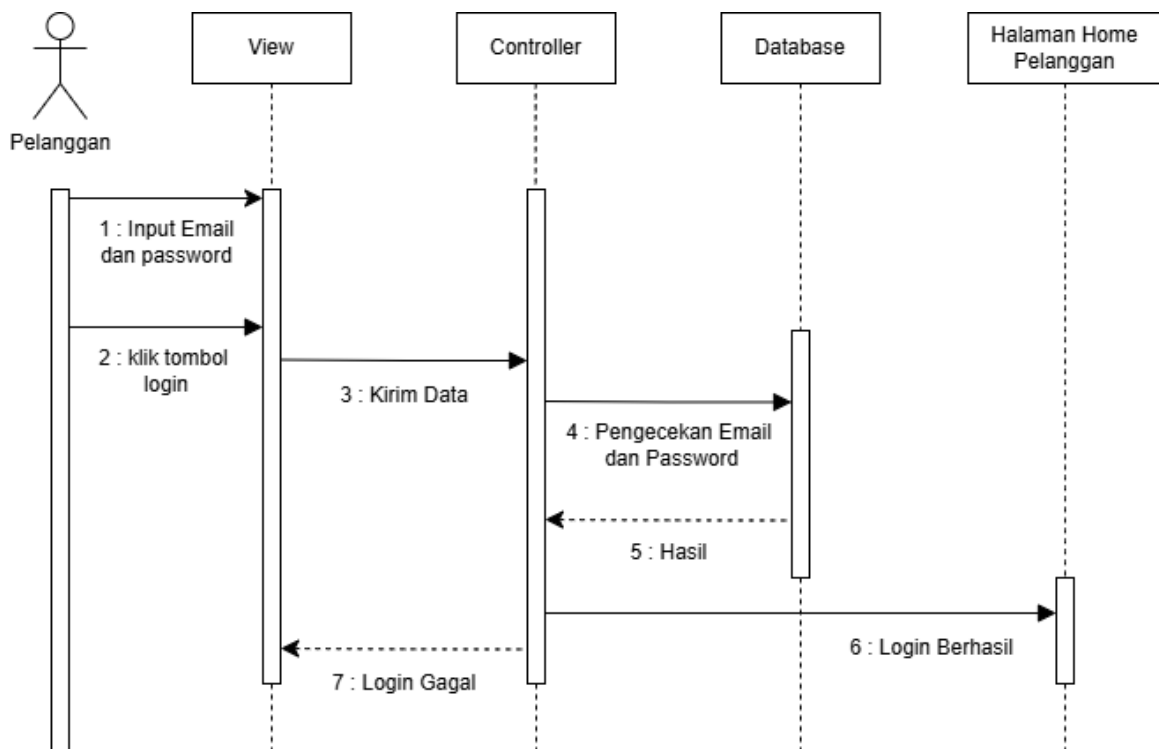 View
Controller
Database
Halaman Home
Pelanggan
Pelanggan
1 : Input Email
dan password
2 : klik tombol
login
3 : Kirim Data
4 : Pengecekan Email
dan Password
5 : Hasil
6 : Login Berhasil
7 : Login Gagal